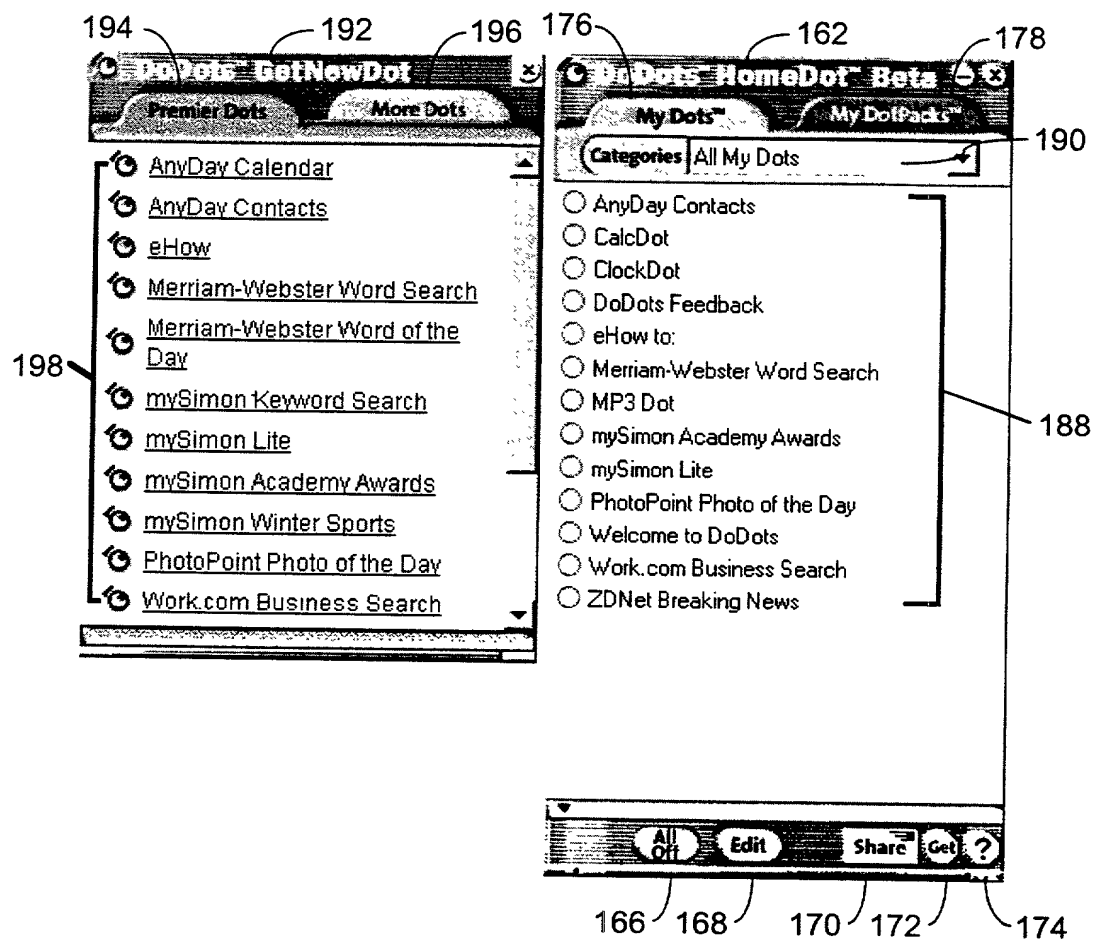 194 192 196
DoDots™ GetNewDot
Premier Dots More Dots
AnyDay Calendar
AnyDay Contacts
eHow
Merriam-Webster Word Search
Merriam-Webster Word of the
Day
198
mySimon Keyword Search
mySimon Lite
mySimon Academy Awards
mySimon Winter Sports
PhotoPoint Photo of the Day
Work.com Business Search
176 162 178
DoDots™ HomeDot™ Beta
My Dots™ My DotPacks™
190
Categories All My Dots
AnyDay Contacts
CalcDot
ClockDot
DoDots Feedback
eHow to:
Merriam-Webster Word Search
MP3 Dot
188
mySimon Academy Awards
mySimon Lite
PhotoPoint Photo of the Day
Welcome to DoDots
Work.com Business Search
ZDNet Breaking News
All
Off
Edit Share Get ?
166 168 170 172 174